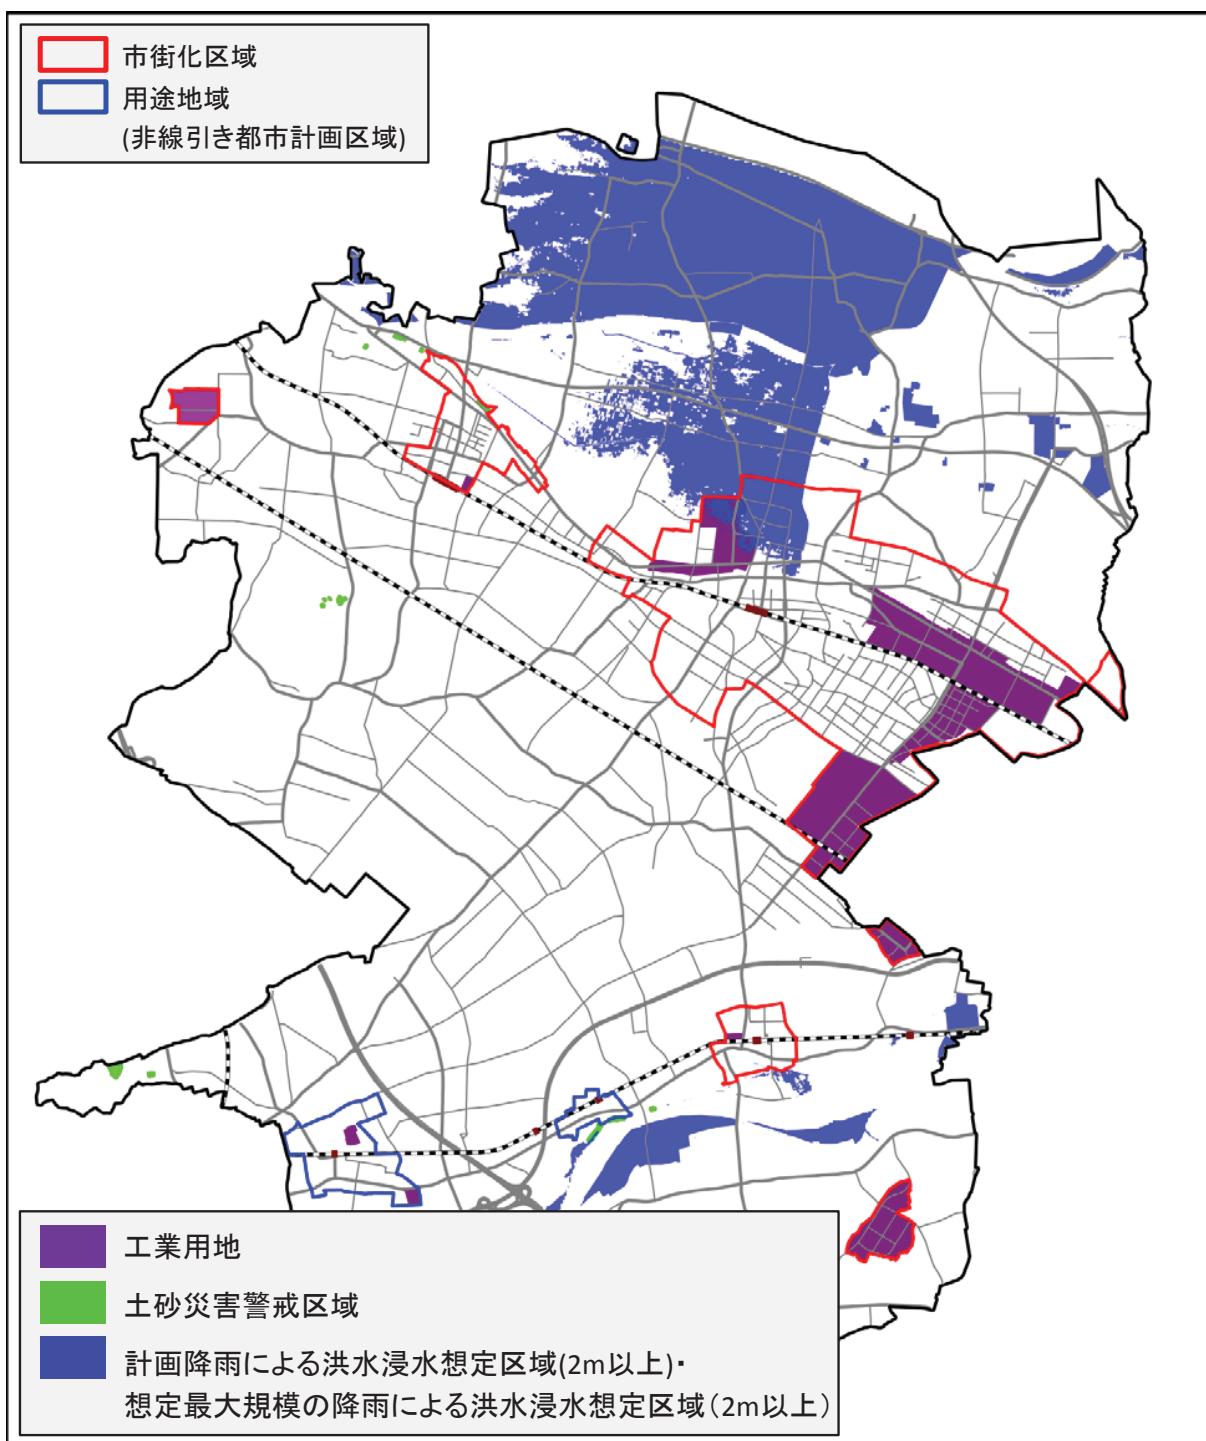 市街化区域
用途地域
(非線引き都市計画区域)
工業用地
土砂災害警戒区域
計画降雨による洪水浸水想定区域(2m以上)・
想定最大規模の降雨による洪水浸水想定区域（2m以上）